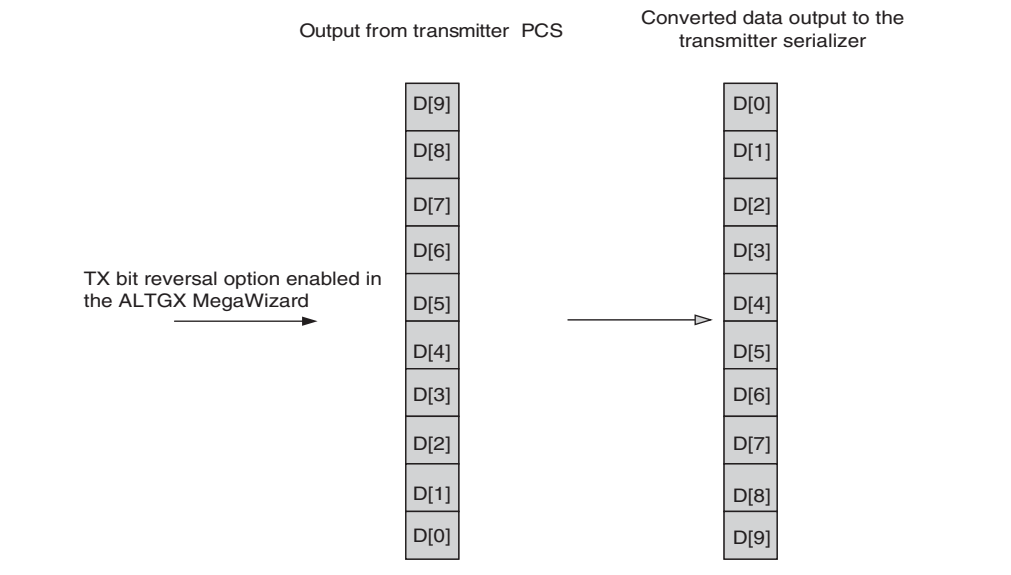 Output from transmitter PCS
Converted data output to the
transmitter serializer
TX bit reversal option enabled in
the ALTGX MegaWizard
D[9]
D[8]
D[7]
D[6]
D[5]
D[4]
D[3]
D[2]
D[1]
D[0]
D[0]
D[1]
D[2]
D[3]
D[4]
D[5]
D[6]
D[7]
D[8]
D[9]